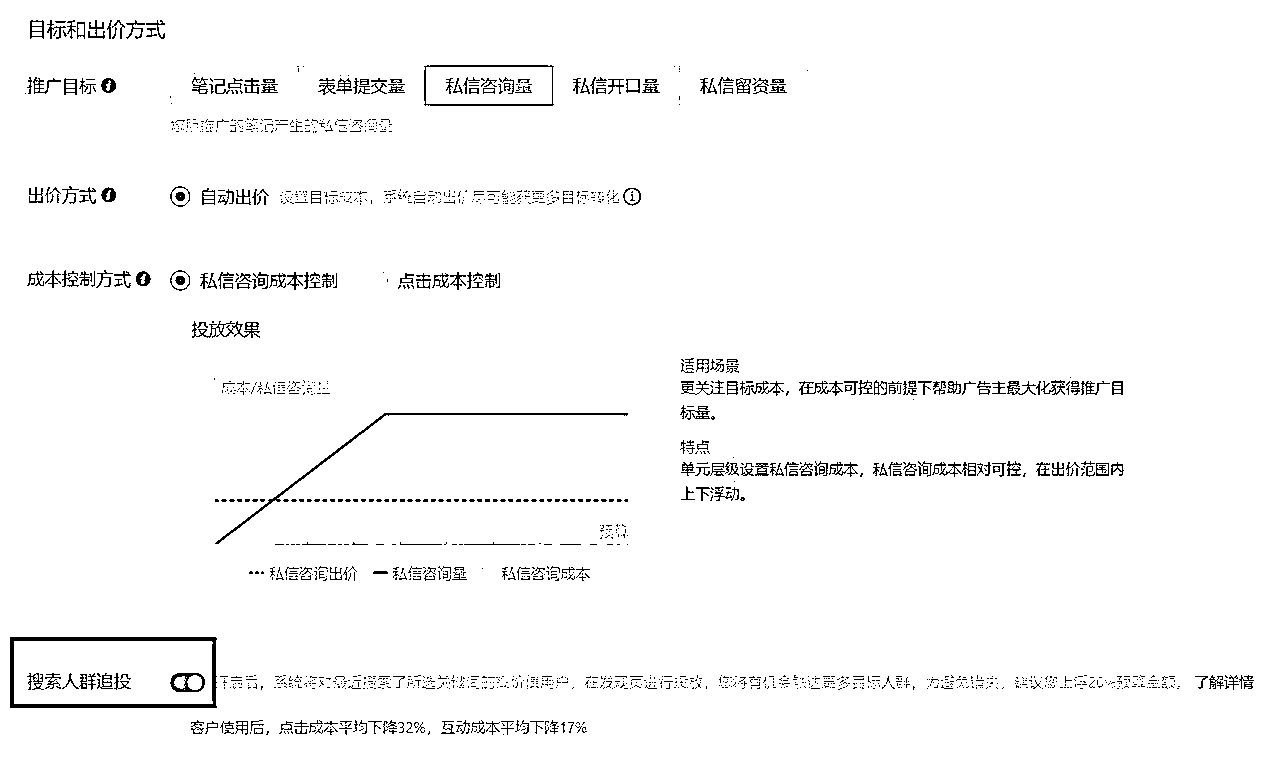 目标和出价方式
推广目标
笔记点击量 表单提交量 私信咨询量 私信开口量 私信留资量
推广的笔记产生的私信咨询量
出价方式 自动出价 设置目标成本，系统自动出价尽可能获更多目标转化
成本控制方式 私信咨询成本控制 点击成本控制
投放效果
成本/私信咨询量
适用场景
更关注目标成本，在成本可控的前提下帮助广告主最大化获得推广目
标量。
特点
单元层级设置私信咨询成本，私信咨询成本相对可控，在出价范围内
上下浮动。
预算
私信咨询出价 私信咨询量 私信咨询成本
搜索人群追投 开启后，系统将对最近搜索了所选关键词的高价值用户，在发现页进行投放，您将有机会触达更多目标人群，建议您上浮20%预算金额。 了解详情
客户使用后，点击成本平均下降32%，互动成本平均下降17%